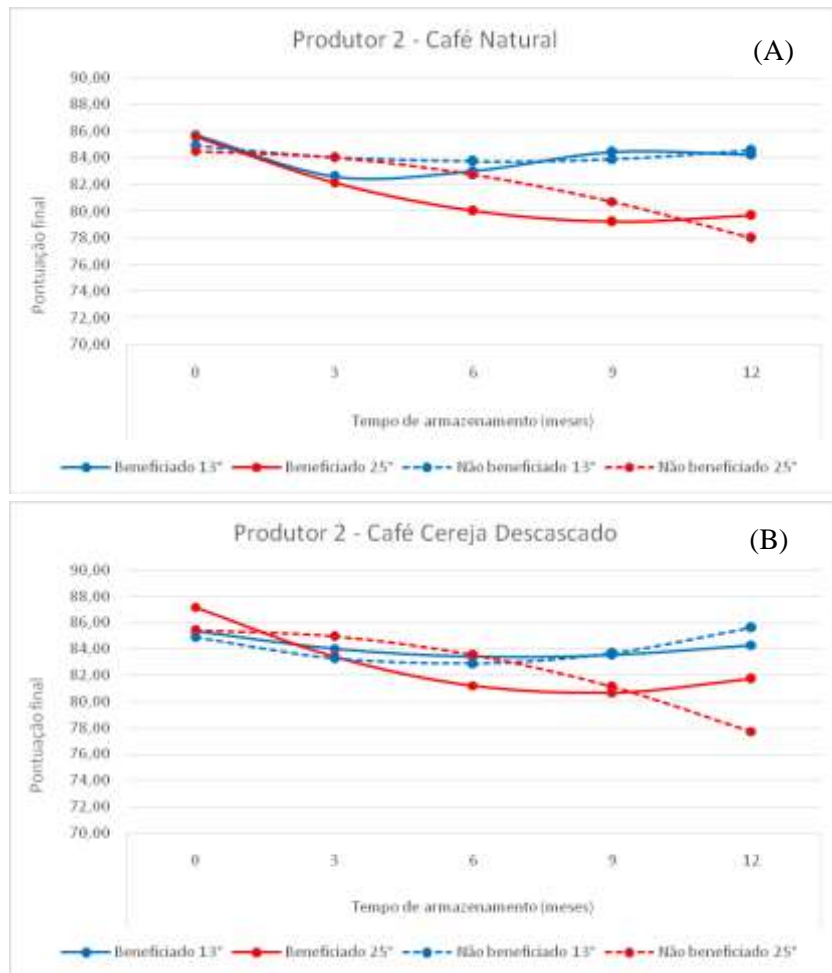 Produtor 2 - Café Natural
(A)
90,00
88,00
86,00
84,00
82,00
80,00
78,00
76,00
74,00
72,00
70,00
Pontuação final
0 3 6 9 12
Tempo de armazenamento (meses)
Beneficiado 13° Beneficiado 25° Não beneficiado 13° Não beneficiado 25°
Produtor 2 - Café Cereja Descascado
(B)
90,00
88,00
86,00
84,00
82,00
80,00
78,00
76,00
74,00
72,00
70,00
Pontuação final
0 3 6 9 12
Tempo de armazenamento (meses)
Beneficiado 13° Beneficiado 25° Não beneficiado 13° Não beneficiado 25°